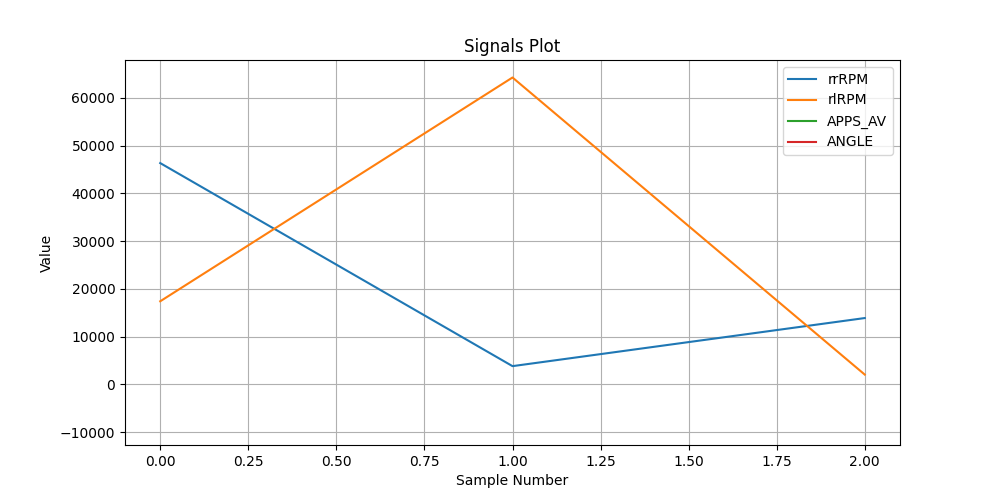 Signals Plot
rrRPM
rlRPM
APPS_AV
ANGLE
60000
50000
40000
30000
20000
10000
0
−10000
Value
0.00 0.25 0.50 0.75 1.00 1.25 1.50 1.75 2.00
Sample Number